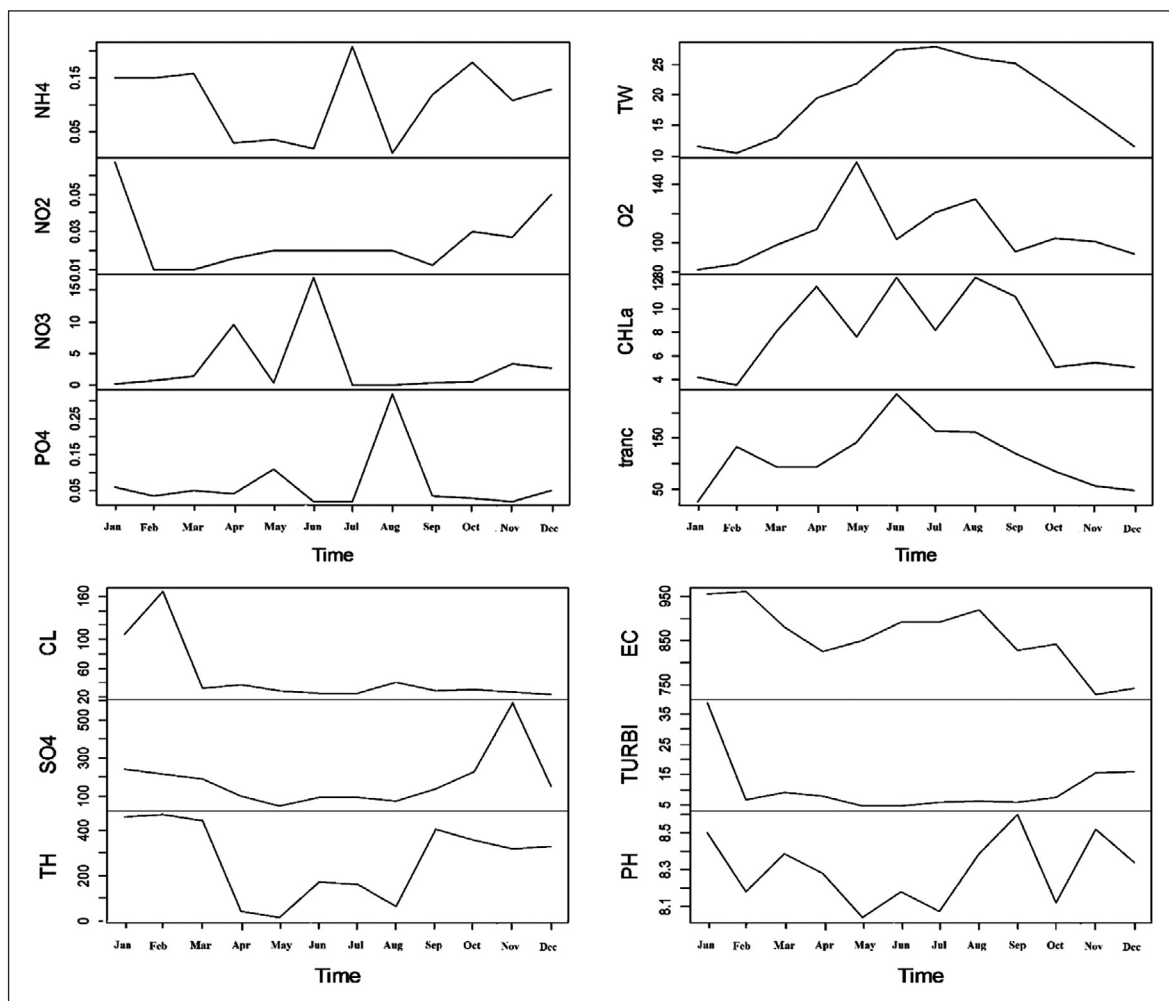 NH4
0.15
0.05
NO2
0.05
0.03
0.01
NO3
15
10
5
0
PO4
0.25
0.15
0.05
Jan Feb Mar Apr May Jun Jul Aug Sep Oct Nov Dec
Time
TW
25
20
15
10
O2
140
100
80
CHLa
12
10
8
6
4
tranc
150
50
Jan Feb Mar Apr May Jun Jul Aug Sep Oct Nov Dec
Time
CL
160
100
60
20
SO4
500
300
100
TH
400
200
0
Jan Feb Mar Apr May Jun Jul Aug Sep Oct Nov Dec
Time
EC
950
850
750
TURBI
35
25
15
5
PH
8.5
8.3
8.1
Jan Feb Mar Apr May Jun Jul Aug Sep Oct Nov Dec
Time